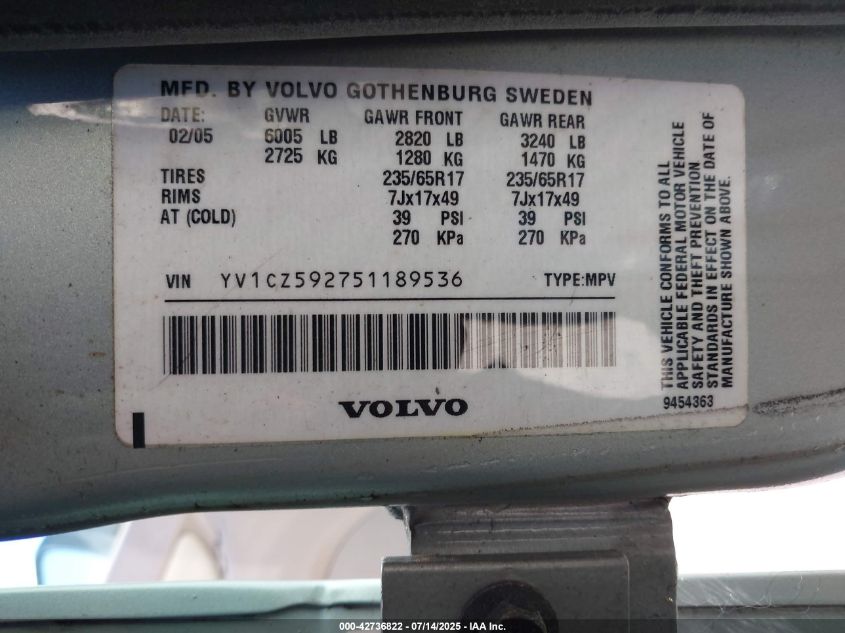 MFD. BY VOLVO GOTHENBURG SWEDEN
DATE: GVWR GAWR FRONT GAWR REAR
02/05 6005 LB 2820 LB 3240 LB
2725 KG 1280 KG 1470 KG
TIRES 235/65R17 235/65R17
RIMS 7Jx17x49 7Jx17x49
AT (COLD) 39 PSI 39 PSI
270 KPa 270 KPa
VIN YV1CZ592751189536 TYPE:MPV
VOLVO
THIS VEHICLE CONFORMS TO ALL
APPLICABLE FEDERAL MOTOR VEHICLE
SAFETY AND THEFT PREVENTION
STANDARDS IN EFFECT ON THE DATE OF
MANUFACTURE SHOWN ABOVE.
9454363
000-42736822 / 07/14/2025 - IAA Inc.